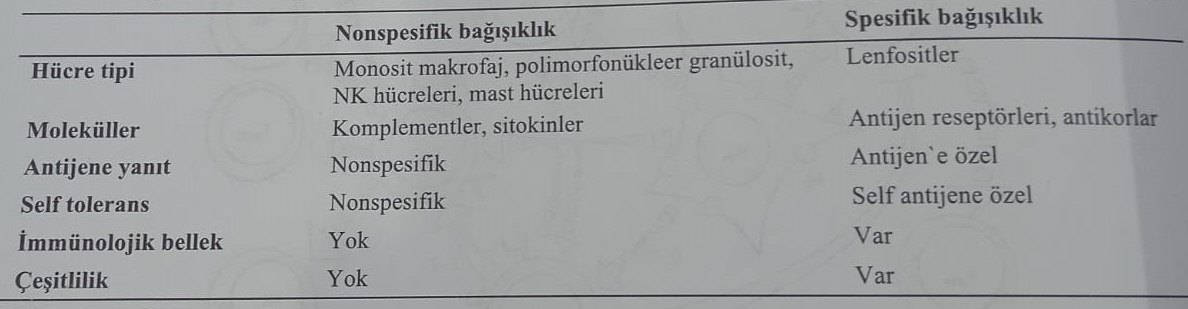 Nonspesifik bağışıklık Spesifik bağışıklık
Hücre tipi Monosit makrofaj, polimorfonükleer granülosit, Lenfositler
NK hücreleri, mast hücreleri
Moleküller Komplementler, sitokinler Antijen reseptörleri, antikorlar
Antijene yanıt Nonspesifik Antijen`e özel
Self tolerans Nonspesifik Self antijene özel
İmmünolojik bellek Yok Var
Çeşitlilik Yok Var